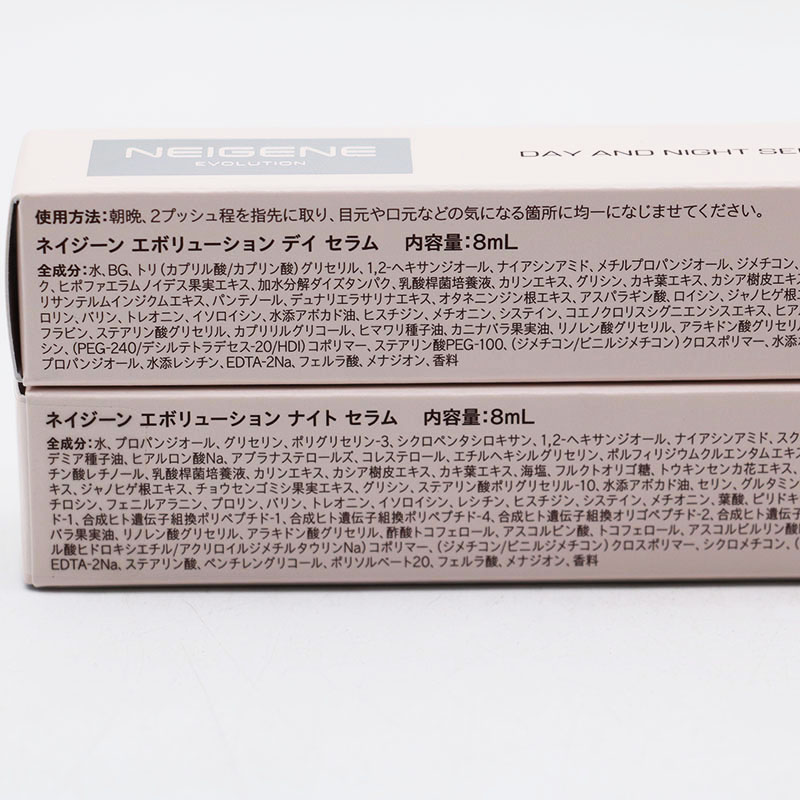 NEIGENE
EVOLUTION
DAY AND NIGHT SE
使用方法:朝晩、2プッシュ程を指先に取り、目元や口元などの気になる箇所に均一になじませてください。
ネイジーン エボリューション デイ セラム 内容量:8mL
全成分:水、BG、トリ(カプリル酸/カプリン酸)グリセリル、1,2-ヘキサンジオール、ナイアシンアミド、メチルプロパンジオール、ジメチコン、
ク、ヒポファエラムノイデス果実エキス、加水分解ダイズタンパク、乳酸桿菌培養液、カリンエキス、グリシン、カキ葉エキス、カシア樹皮エキス
リサンテルムインジクムエキス、パンテノール、デュナリエラサリナエキス、オタネニンジン根エキス、アスパラギン酸、ロイシン、ジャノヒゲ根
ロリン、バリン、トレオニン、イソロイシン、水添アボカド油、ヒスチジン、メチオニン、システイン、コエノクロリスシグニエンシスエキス、ヒアル
フラビン、ステアリン酸グリセリル、カプリリルグリコール、ヒマワリ種子油、カニナバラ果実油、リノレン酸グリセリル、アラキドン酸グリセリル
シン、(PEG-240/デシルテトラデセス-20/HDI)コポリマー、ステアリン酸PEG-100、(ジメチコン/ビニルジメチコン)クロスポリマー、水添
プロパンジオール、水添レシチン、EDTA-2Na、フェルラ酸、メナジオン、香料
ネイジーン エボリューション ナイト セラム 内容量:8mL
全成分:水、プロパンジオール、グリセリン、ポリグリセリン-3、シクロペンタシロキサン、1,2-ヘキサンジオール、ナイアシンアミド、スク
デミア種子油、ヒアルロン酸Na、アブラナステロールズ、コレステロール、エチルヘキシルグリセリン、ポルフィリジウムクルエンタムエキス
チン酸レチノール、乳酸桿菌培養液、カリンエキス、カシア樹皮エキス、カキ葉エキス、海塩、フルクトオリゴ糖、トウキンセンカ花エキス、
キス、ジャノヒゲ根エキス、チョウセンゴミシ果実エキス、グリシン、ステアリン酸ポリグリセリル-10、水添アボカド油、セリン、グルタミン
チロシン、フェニルアラニン、プロリン、バリン、トレオニン、イソロイシン、レシチン、ヒスチジン、システイン、メチオニン、葉酸、ピリドキ
ド-1、合成ヒト遺伝子組換ポリペプチド-1、合成ヒト遺伝子組換ポリペプチド-4、合成ヒト遺伝子組換オリゴペプチド-2、合成ヒト遺伝
バラ果実油、リノレン酸グリセリル、アラキドン酸グリセリル、酢酸トコフェロール、アスコルビン酸、トコフェロール、アスコルビルリン酸
ル酸ヒドロキシエチル/アクリロイルジメチルタウリンNa)コポリマー、(ジメチコン/ビニルジメチコン)クロスポリマー、シクロメチコン、(
EDTA-2Na、ステアリン酸、ペンチレングリコール、ポリソルベート20、フェルラ酸、メナジオン、香料